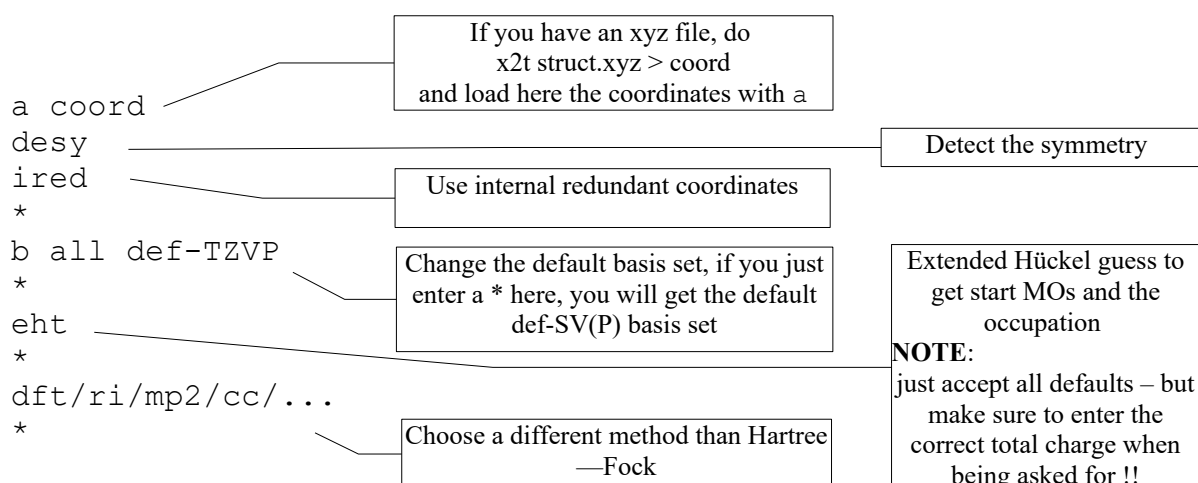 If you have an xyz file, do
x2t struct.xyz > coord
and load here the coordinates with a
a coord
desy
Detect the symmetry
ired
Use internal redundant coordinates
*
b all def-TZVP
Change the default basis set, if you just
enter a * here, you will get the default
def-SV(P) basis set
*
eht
Extended Hückel guess to
get start MOs and the
occupation
NOTE:
just accept all defaults – but
make sure to enter the
correct total charge when
being asked for !!
*
dft/ri/mp2/cc/...
*
Choose a different method than Hartree
—Fock